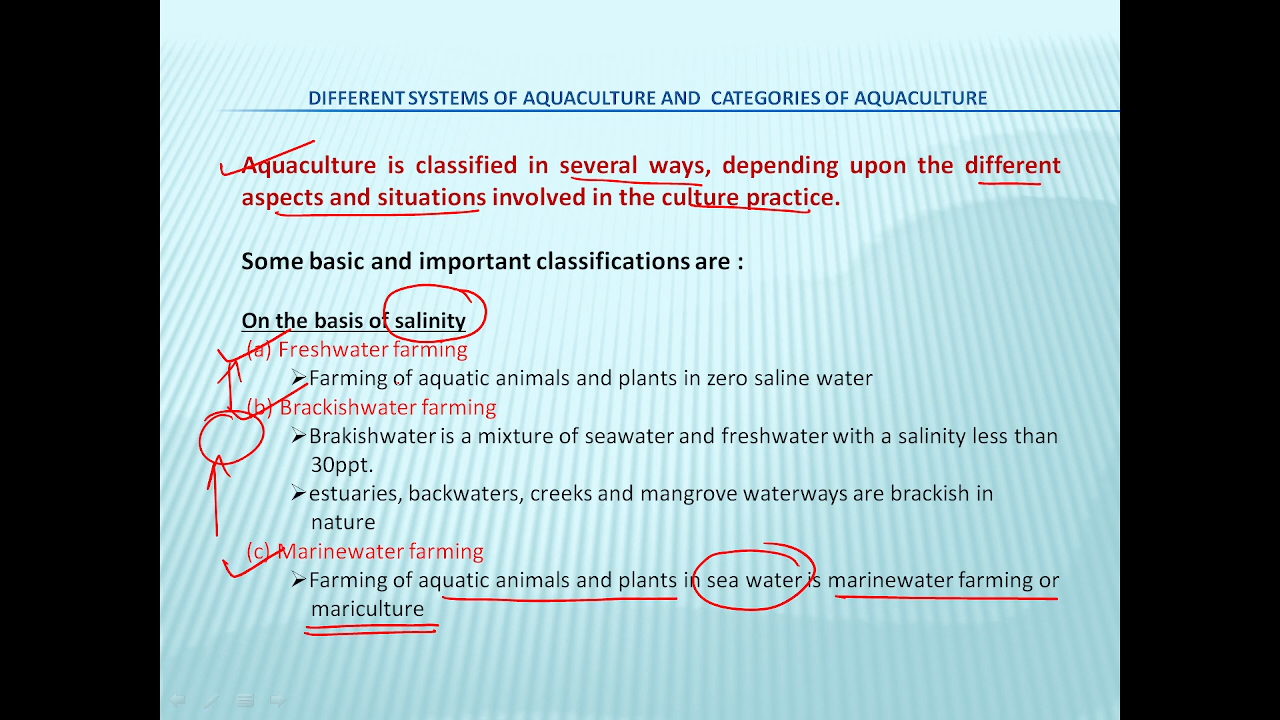 DIFFERENT SYSTEMS OF AQUACULTURE AND CATEGORIES OF AQUACULTURE
Aquaculture is classified in several ways, depending upon the different
aspects and situations involved in the culture practice.
Some basic and important classifications are :
On the basis of salinity
(a) Freshwater farming
➢Farming of aquatic animals and plants in zero saline water
(b) Brackishwater farming
➢Brakishwater is a mixture of seawater and freshwater with a salinity less than
30ppt.
➢estuaries, backwaters, creeks and mangrove waterways are brackish in
nature
(c) Marinewater farming
➢Farming of aquatic animals and plants in sea water is marinewater farming or
mariculture